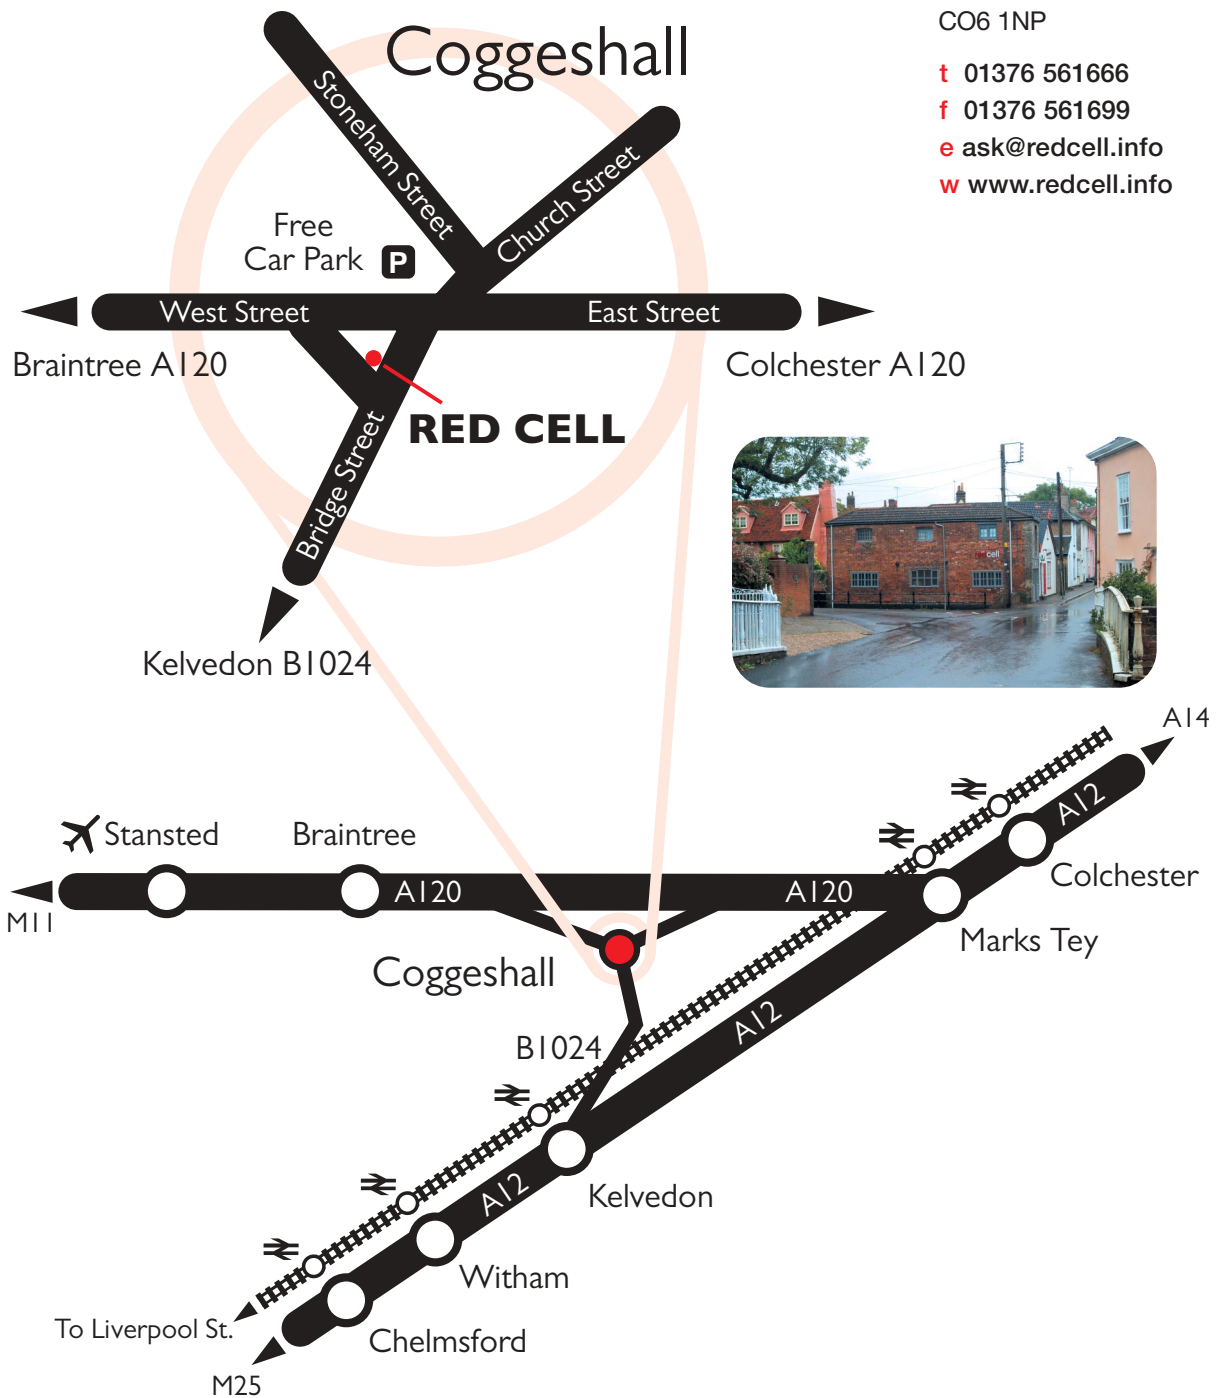 Coggeshall
CO6 1NP
t 01376 561666
f 01376 561699
e ask@redcell.info
w www.redcell.info
Stoneham Street
Church Street
Free
Car Park
P
West Street
East Street
Braintree A120
Colchester A120
RED CELL
Bridge Street
Kelvedon B1024
cell
A14
A12
Stansted
Braintree
A120
A120
Colchester
M11
Marks Tey
Coggeshall
A12
B1024
A12
Kelvedon
Witham
To Liverpool St.
Chelmsford
M25